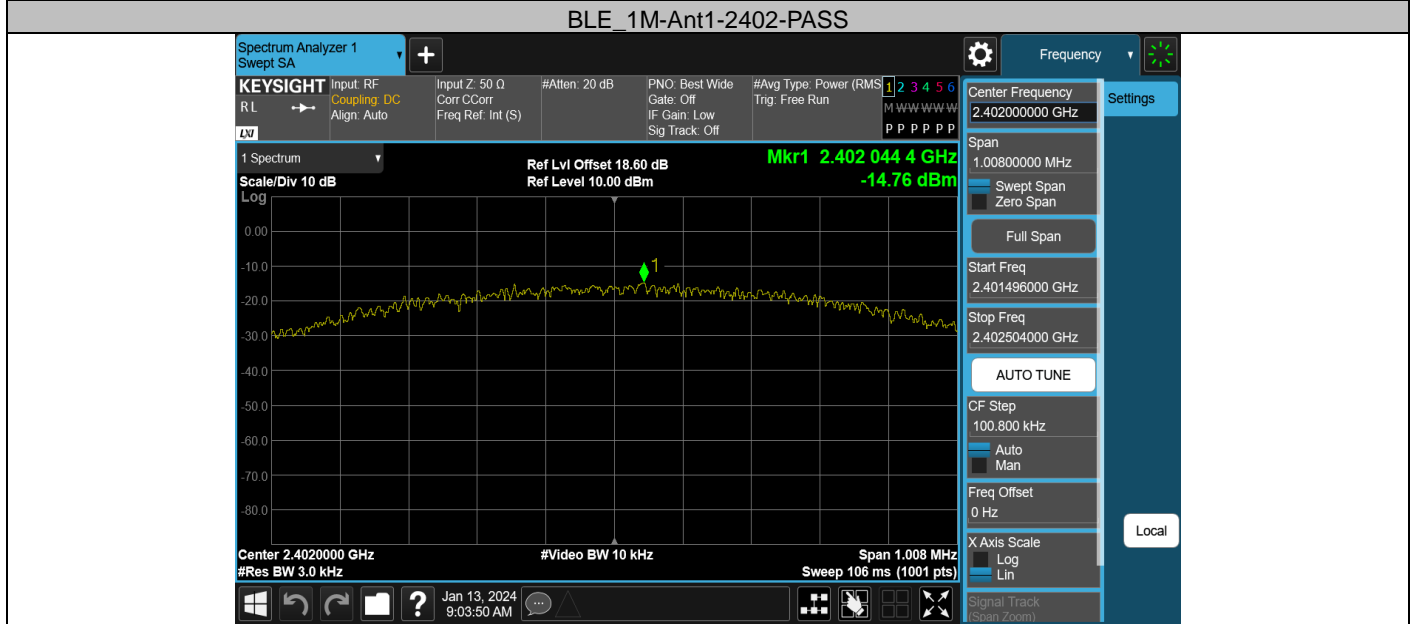 BLE_1M-Ant1-2402-PASS
Spectrum Analyzer 1
Swept SA
+
Frequency
KEYSIGHT
RL
LXI
Input: RF
Coupling: DC
Align: Auto
Input Z: 50 Ω
Corr CCorr
Freq Ref: Int (S)
#Atten: 20 dB
PNO: Best Wide
Gate: Off
IF Gain: Low
Sig Track: Off
#Avg Type: Power (RMS
Trig: Free Run
1 2 3 4 5 6
M W W W W W
P P P P P P
1 Spectrum
Scale/Div 10 dB
Ref Lvl Offset 18.60 dB
Ref Level 10.00 dBm
Mkr1 2.402 044 4 GHz
-14.76 dBm
Log
0.00
-10.0
-20.0
-30.0
-40.0
-50.0
-60.0
-70.0
-80.0
1
Center 2.4020000 GHz
#Res BW 3.0 kHz
#Video BW 10 kHz
Span 1.008 MHz
Sweep 106 ms (1001 pts)
Center Frequency
2.402000000 GHz
Span
1.00800000 MHz
Swept Span
Zero Span
Full Span
Start Freq
2.401496000 GHz
Stop Freq
2.402504000 GHz
AUTO TUNE
CF Step
100.800 kHz
Auto
Man
Freq Offset
0 Hz
X Axis Scale
Log
Lin
Signal Track
(Span Zoom)
Settings
Local
?
Jan 13, 2024
9:03:50 AM